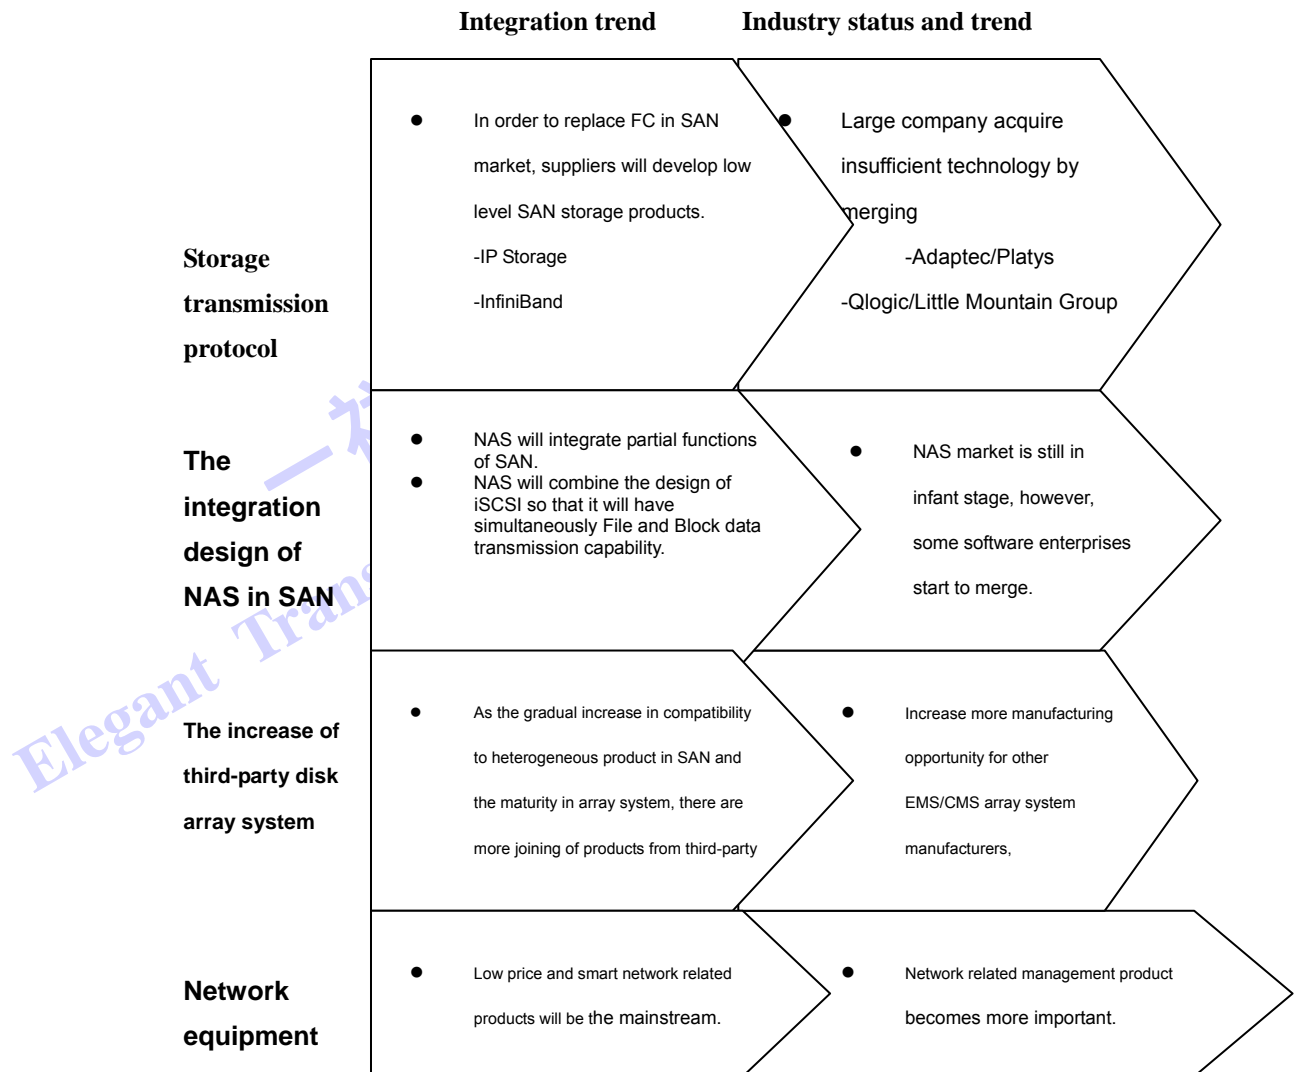 Integration trend
Industry status and trend
Storage
transmission
protocol
● In order to replace FC in SAN
market, suppliers will develop low
level SAN storage products.
-IP Storage
-InfiniBand
● Large company acquire
insufficient technology by
merging
-Adaptec/Platys
-Qlogic/Little Mountain Group
The
integration
design of
NAS in SAN
● NAS will integrate partial functions
of SAN.
● NAS will combine the design of
iSCSI so that it will have
simultaneously File and Block data
transmission capability.
● NAS market is still in
infant stage, however,
some software enterprises
start to merge.
The increase of
third-party disk
array system
● As the gradual increase in compatibility
to heterogeneous product in SAN and
the maturity in array system, there are
more joining of products from third-party
● Increase more manufacturing
opportunity for other
EMS/CMS array system
manufacturers,
Network
equipment
● Low price and smart network related
products will be the mainstream.
● Network related management product
becomes more important.
Elegant Trans
一